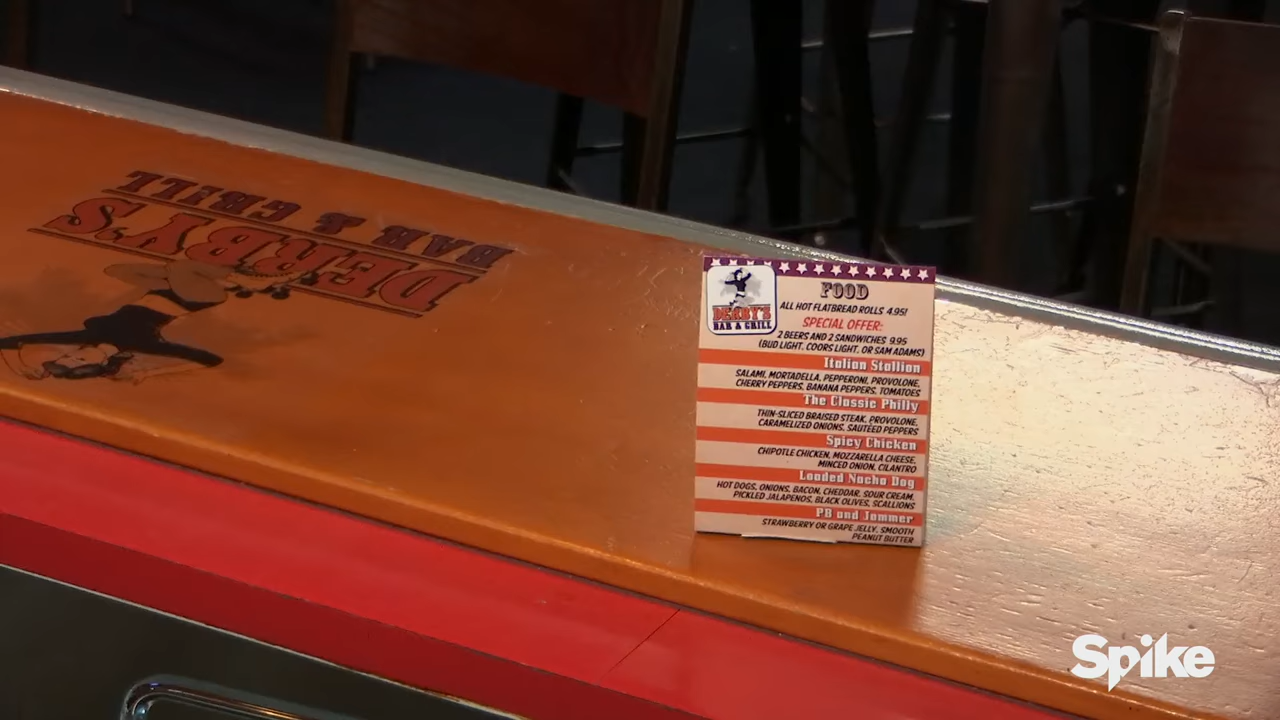 BAR & GRILL
DERBY'S
DERBY'S
BAR & GRILL
FOOD
ALL HOT FLATBREAD ROLLS 4.95!
SPECIAL OFFER:
2 BEERS AND 2 SANDWICHES 9.95
(BUD LIGHT, COORS LIGHT, OR SAM ADAMS)
Italian Stallion
SALAMI, MORTADELLA, PEPPERONI, PROVOLONE,
CHERRY PEPPERS, BANANA PEPPERS, TOMATOES
The Classic Philly
THIN-SLICED BRAISED STEAK, PROVOLONE,
CARAMELIZED ONIONS, SAUTEED PEPPERS
Spicy Chicken
CHIPOTLE CHICKEN, MOZZARELLA CHEESE,
MINCED ONION, CILANTRO
Loaded Nacho Dog
HOT DOGS, ONIONS, BACON, CHEDDAR, SOUR CREAM,
PICKLED JALAPENOS, BLACK OLIVES, SCALLIONS
PB and Jammer
STRAWBERRY OR GRAPE JELLY, SMOOTH
PEANUT BUTTER
Spike